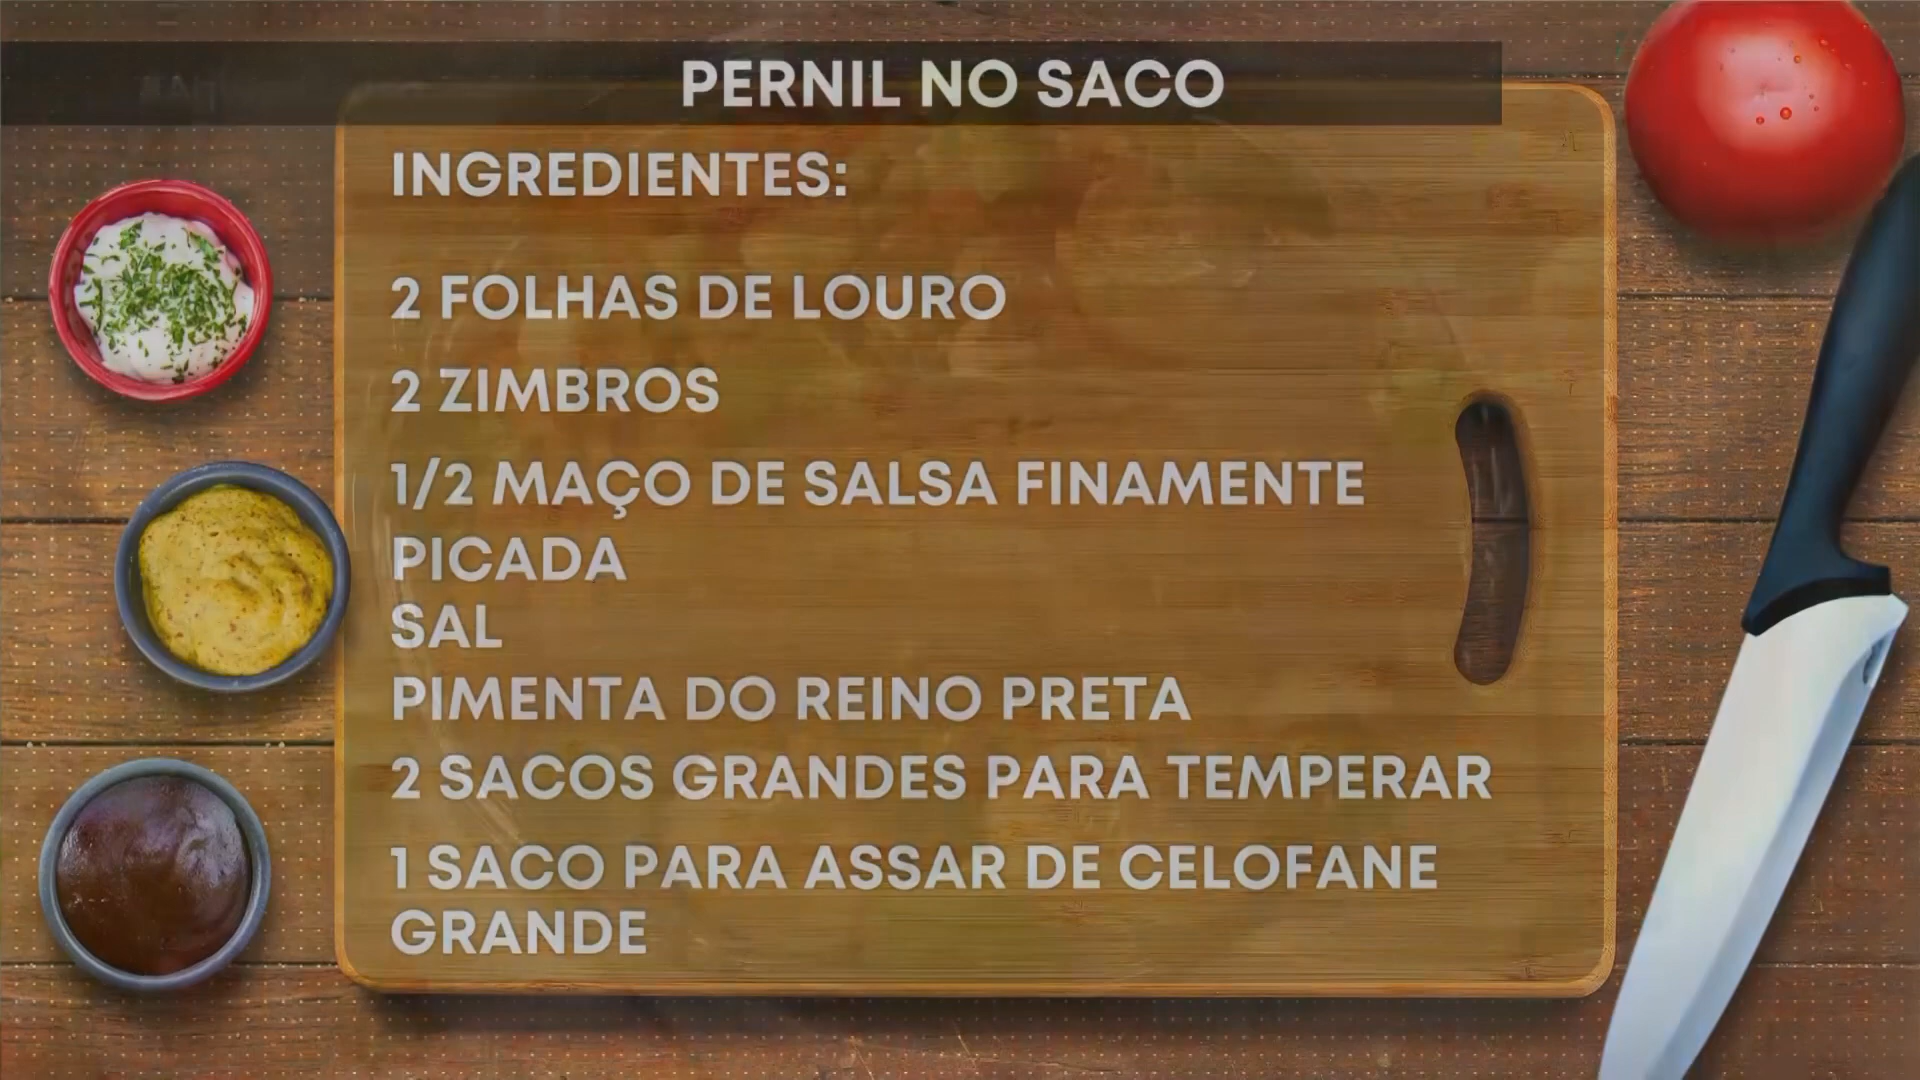 PERNIL NO SACO
INGREDIENTES:
2 FOLHAS DE LOURO
2 ZIMBROS
1/2 MAÇO DE SALSA FINAMENTE
PICADA
SAL
PIMENTA DO REINO PRETA
2 SACOS GRANDES PARA TEMPERAR
1 SACO PARA ASSAR DE CELOFANE
GRANDE